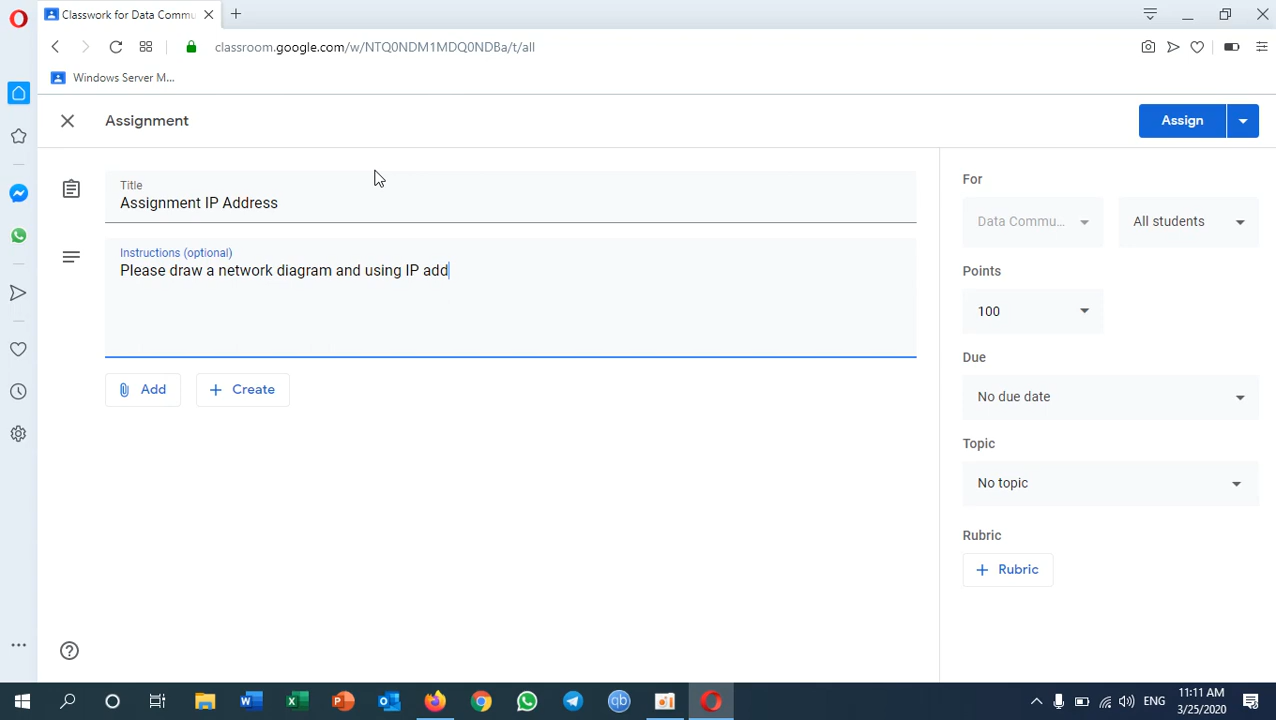 Classwork for Data Commu
classroom.google.com/w/NTQ0NDM1MDQ0NDBa/t/all
Windows Server M...
Assignment
Assign
Title
Assignment IP Address
Instructions (optional)
Please draw a network diagram and using IP add
Add
Create
For
Data Commu...
All students
Points
100
Due
No due date
Topic
No topic
Rubric
Rubric
qb
ENG
11:11 AM
3/25/2020